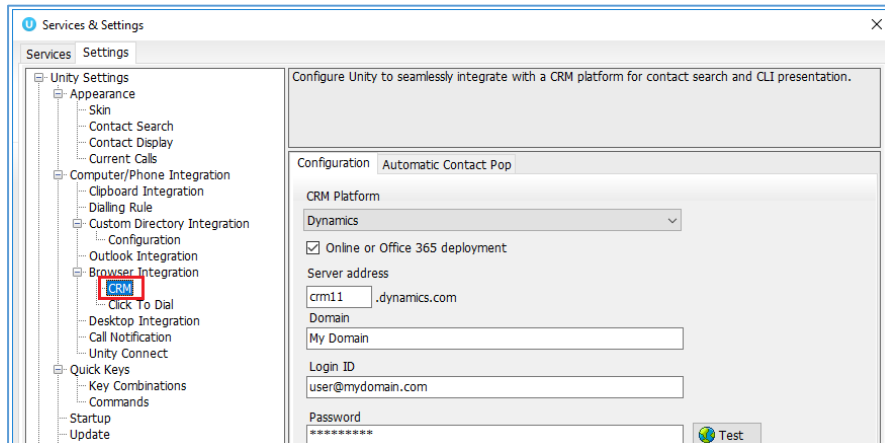 Services & Settings
Services Settings
Unity Settings
Appearance
Skin
Contact Search
Contact Display
Current Calls
Computer/Phone Integration
Clipboard Integration
Dialling Rule
Custom Directory Integration
Configuration
Outlook Integration
Browser Integration
CRM
Click To Dial
Desktop Integration
Call Notification
Unity Connect
Quick Keys
Key Combinations
Commands
Startup
Update
Configure Unity to seamlessly integrate with a CRM platform for contact search and CLI presentation.
Configuration Automatic Contact Pop
CRM Platform
Dynamics
Online or Office 365 deployment
Server address
crm11 .dynamics.com
Domain
My Domain
Login ID
user@mydomain.com
Password
*********
Test